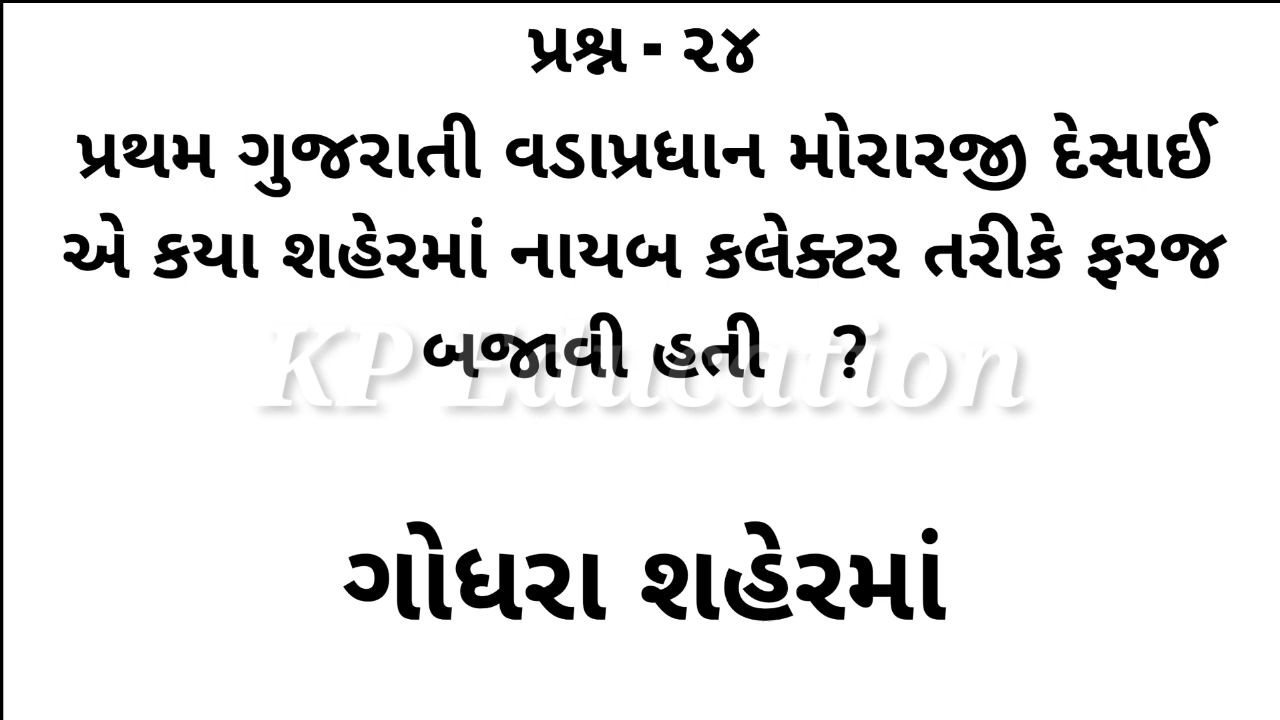 પ્રશ્ન - ૨૪
પ્રથમ ગુજરાતી વડાપ્રધાન મોરારજી દેસાઈ
એ કયા શહેરમાં નાયબ કલેક્ટર તરીકે ફરજ
બજાવી હતી ?
KP Education
ગોધરા શહેરમાં